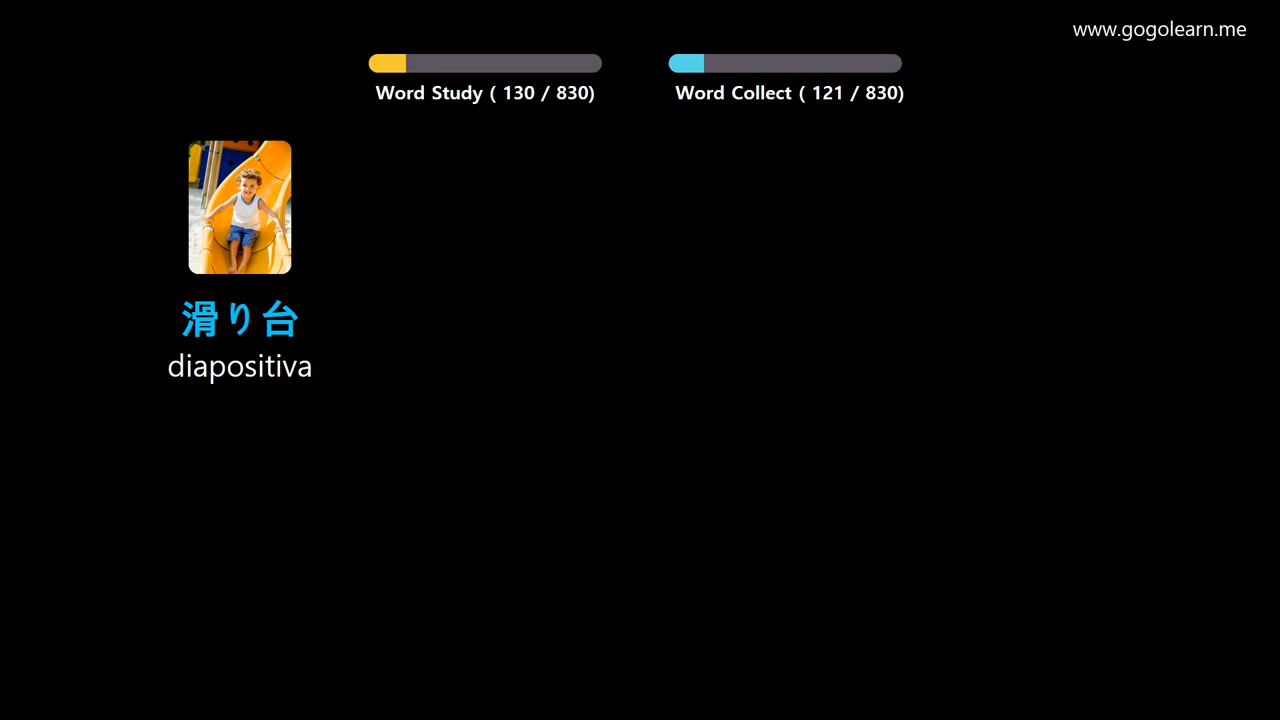 www.gogolearn.me
Word Study ( 130 / 830)
Word Collect ( 121 / 830)
滑り台
diapositiva